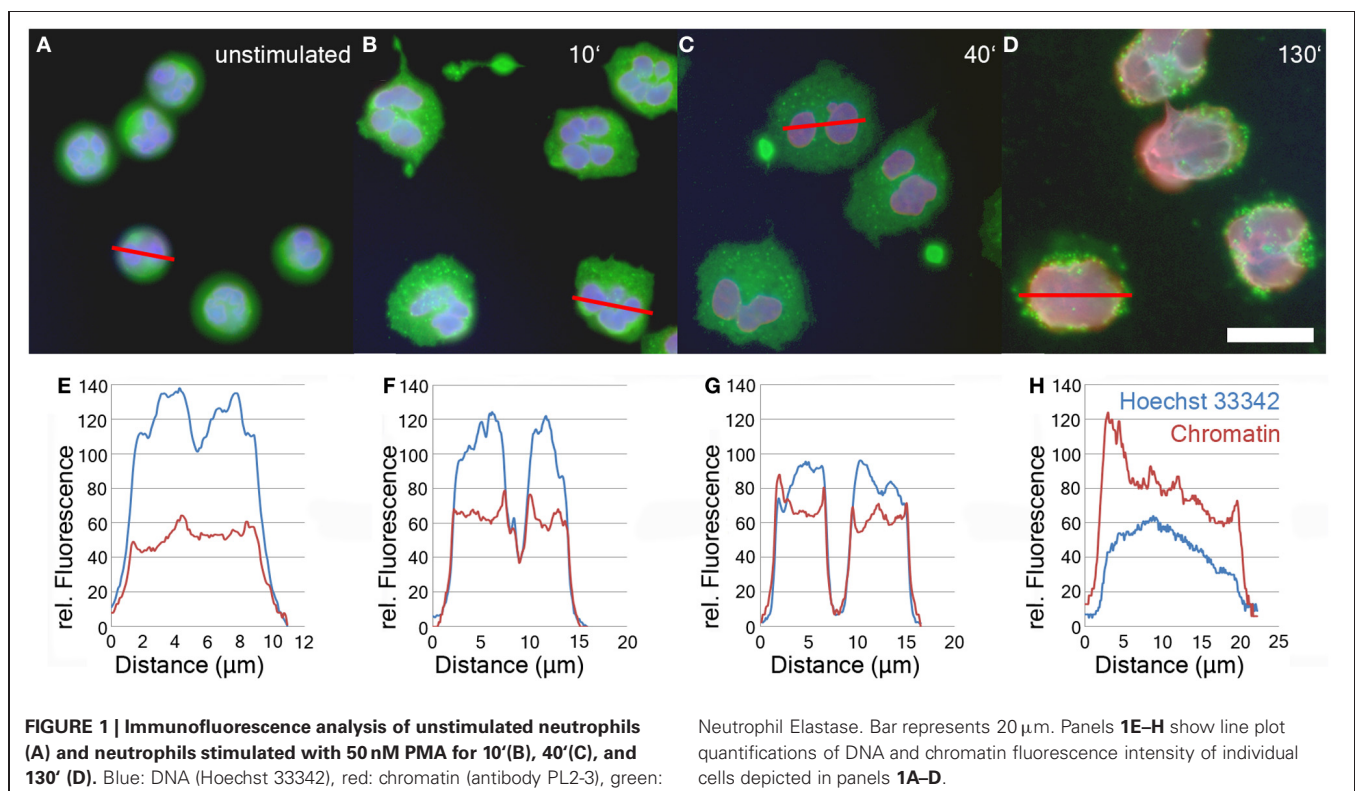 A
unstimulated
B
10‘
C
40‘
D
130‘
E
140
120
100
80
60
40
20
0
rel. Fluorescence
0 2 4 6 8 10 12
Distance (µm)
F
140
120
100
80
60
40
20
0
rel. Fluorescence
0 5 10 15 20
Distance (µm)
G
140
120
100
80
60
40
20
0
rel. Fluorescence
0 5 10 15 20
Distance (µm)
H
140
120
100
80
60
40
20
0
rel. Fluorescence
Hoechst 33342
Chromatin
0 5 10 15 20 25
Distance (µm)
FIGURE 1 | Immunofluorescence analysis of unstimulated neutrophils
(A) and neutrophils stimulated with 50 nM PMA for 10‘(B), 40‘(C), and
130‘ (D). Blue: DNA (Hoechst 33342), red: chromatin (antibody PL2-3), green:
Neutrophil Elastase. Bar represents 20 µm. Panels 1E–H show line plot
quantifications of DNA and chromatin fluorescence intensity of individual
cells depicted in panels 1A–D.